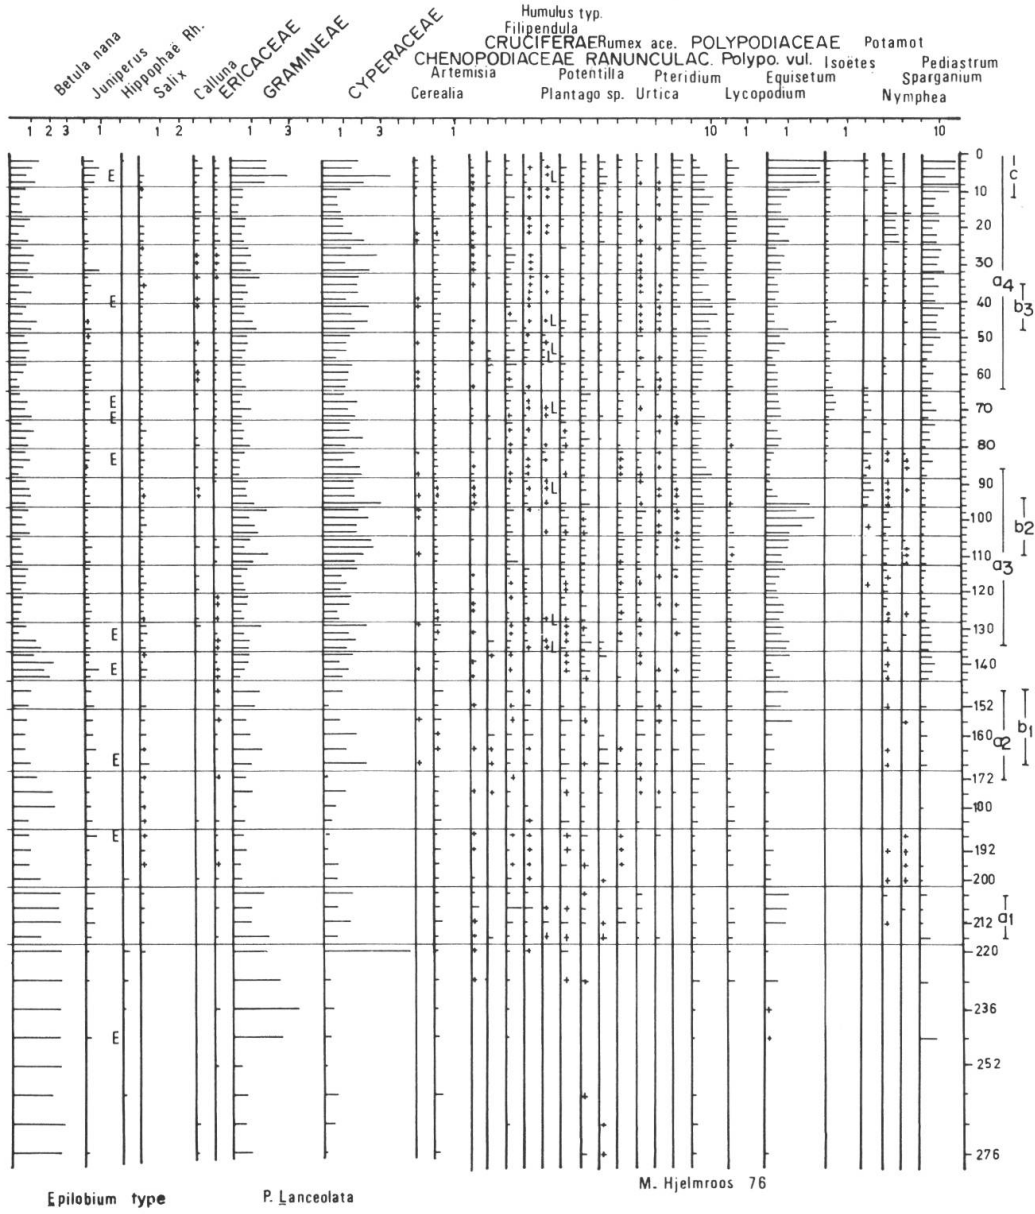 Humulus typ.
Filipendula
CRUCIFERAE Rumex ace. POLYPODIACEAE Potamot
CHENOPODIACEAE RANUNCULAC. Polypo. vul. Isoëtes Pediastrum
Artemisia Potentilla Pteridium Equisetum Sparganium
Cerealia Plantago sp. Urtica Lycopodium Nymphea
Betula nana
Juniperus
Hippophaë Rh.
Salix
Calluna
ERICACEAE
GRAMINEAE
CYPERACEAE
1 2 3 1 1 2 1 3 1 3 1 10 1 1 1 10
0
c
10
20
30
a4
40
b3
50
60
70
80
90
100
b2
110
a3
120
130
140
152
b1
160
a2
172
180
192
200
212
a1
220
236
252
276
E
E
E
E
E
E
E
E
E
E
L
L
L
L
L
L
L
L
Epilobium type
P. Lanceolata
M. Hjelmroos 76